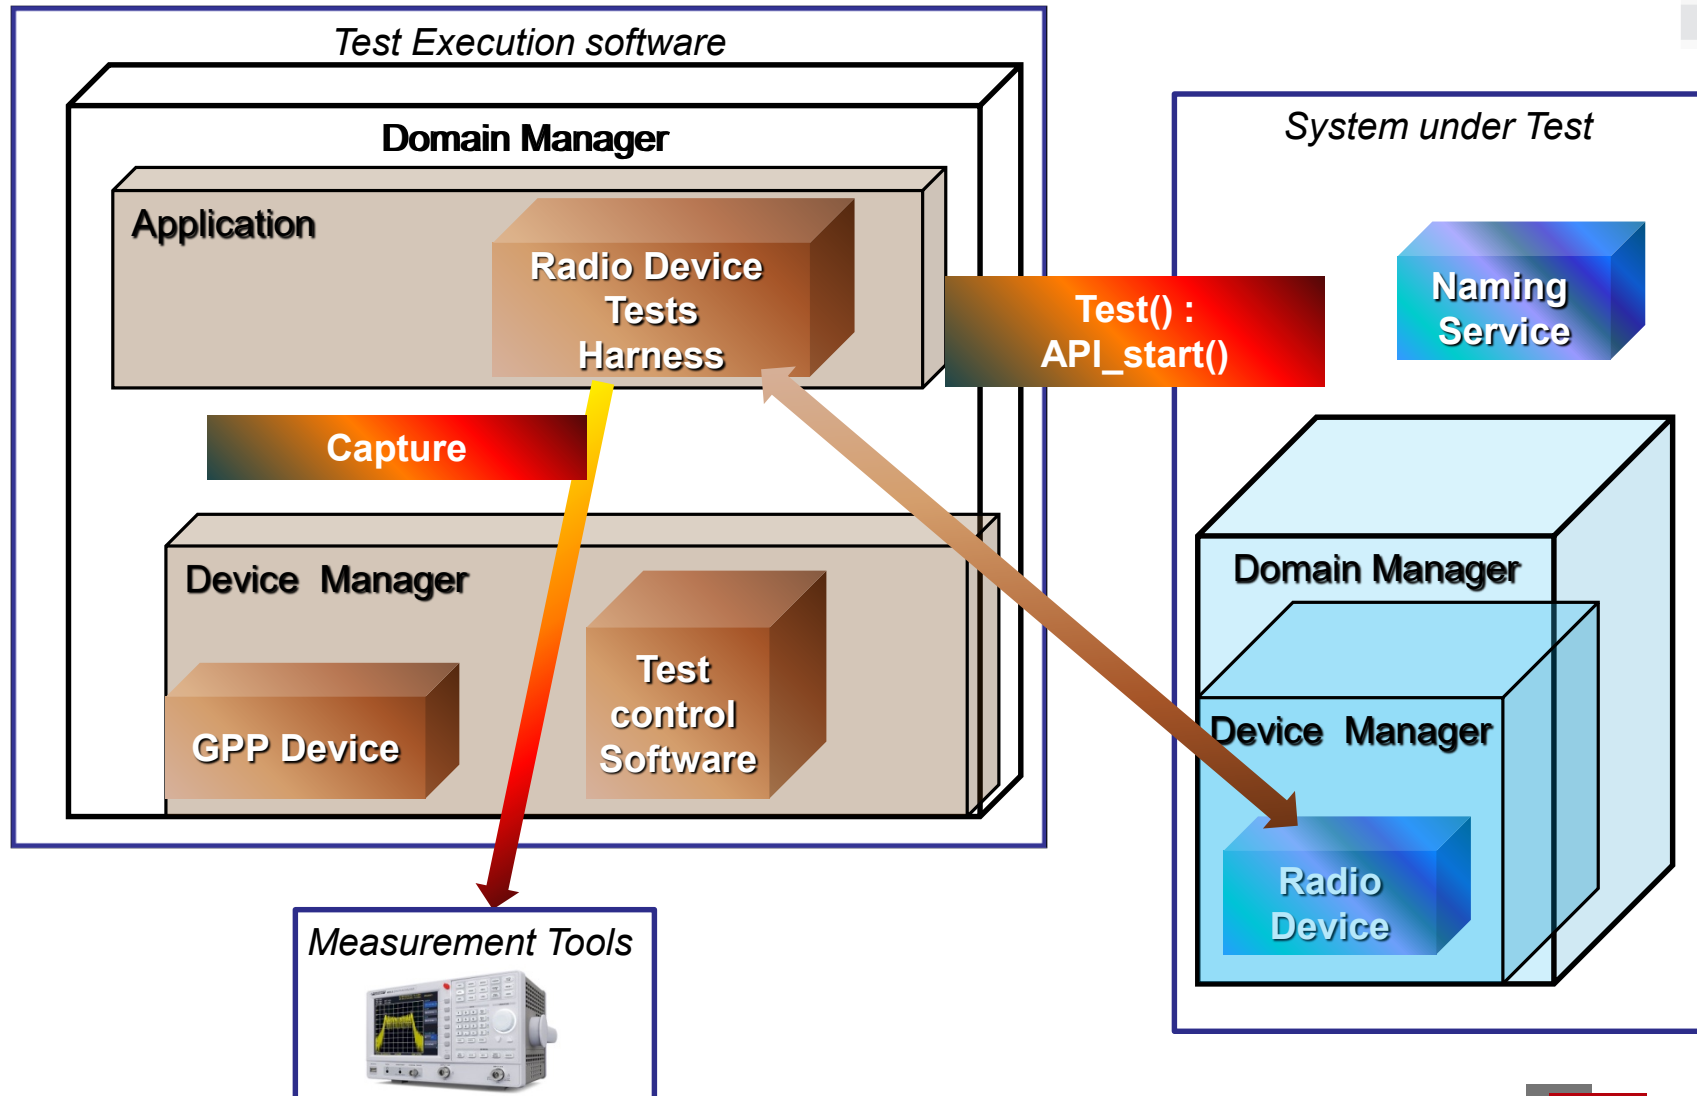 Test Execution software
Domain Manager
Application
Radio Device
Tests
Harness
Test() :
API_start()
Capture
Device Manager
GPP Device
Test
control
Software
Measurement Tools
System under Test
Naming
Service
Domain Manager
Device Manager
Radio
Device